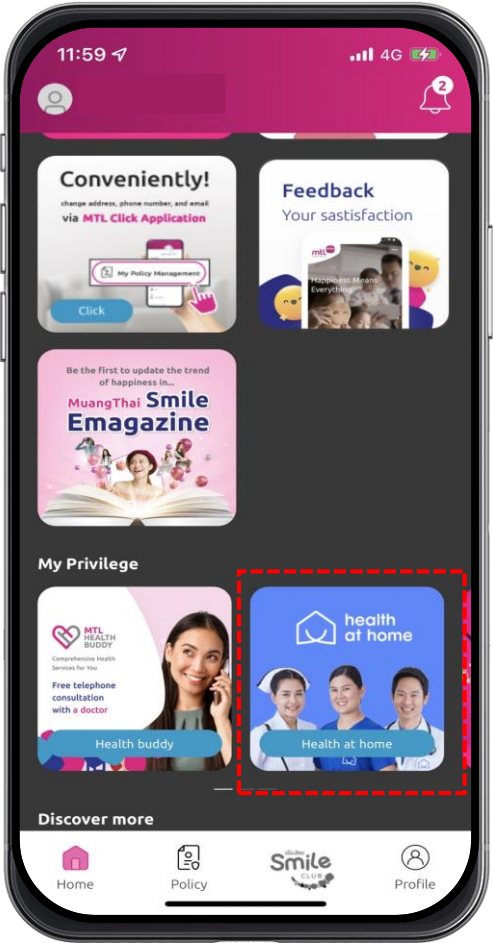 11:59
4G
2
Conveniently!
change address, phone number, and email
via MTL Click Application
My Policy Management
Click
Feedback
Your sastisfaction
mtl
Happiness Means
Everything
Be the first to update the trend
of happiness in...
MuangThai Smile
Emagazine
My Privilege
MTL
HEALTH
BUDDY
Comprehensive Health
Services for You
Free telephone
consultation
with a doctor
Health buddy
health
at home
Health at home
Discover more
Home
Policy
Smile
CLUB
Profile